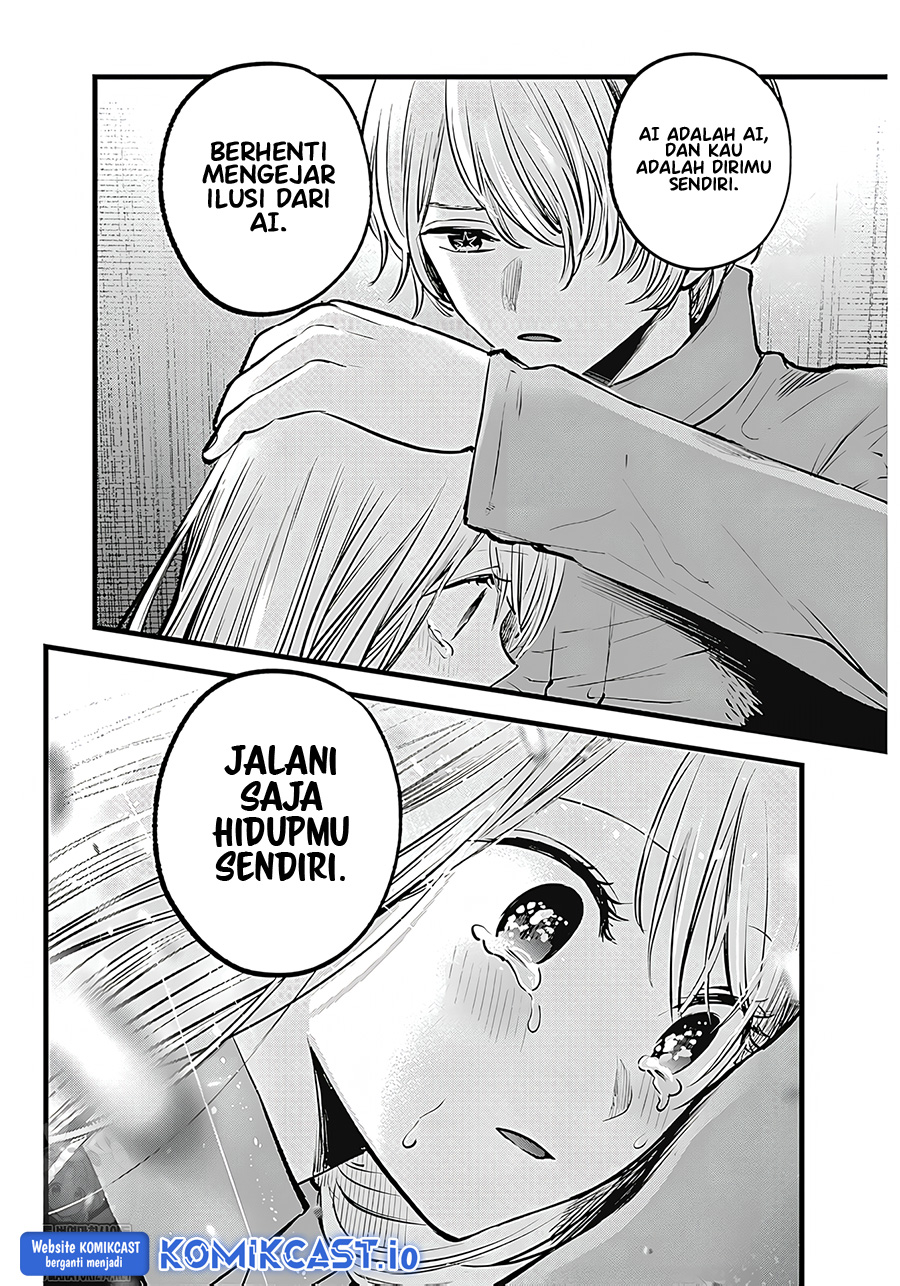 AI ADALAH AI,
DAN KAU
ADALAH DIRIMU
SENDIRI.
BERHENTI
MENGEJAR
ILUSI DARI
AI.
JALANI
SAJA
HIDUPMU
SENDIRI.
Website KOMIKCAST
berganti menjadi
KOMIKCAST.io